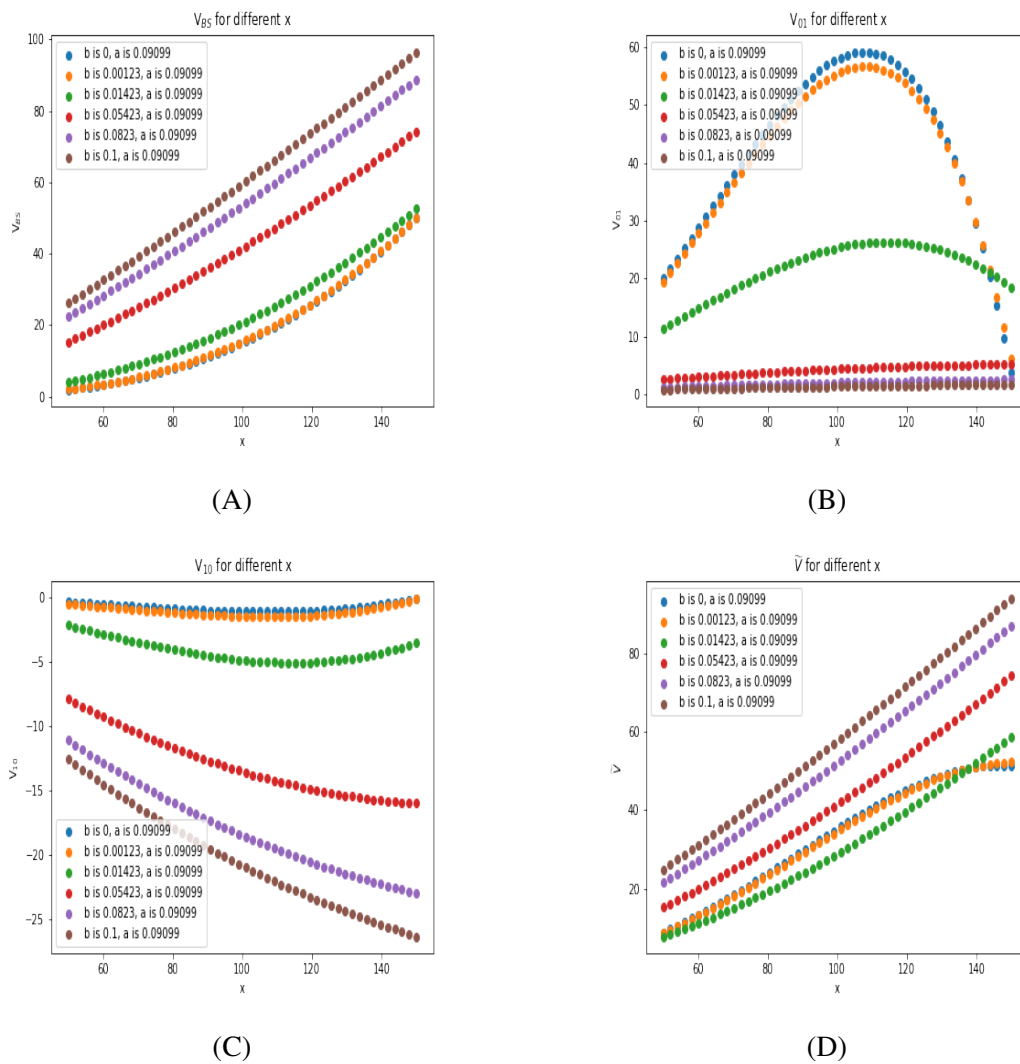 V_BS for different x
100
80
60
40
20
0
V_BS
b is 0, a is 0.09099
b is 0.00123, a is 0.09099
b is 0.01423, a is 0.09099
b is 0.05423, a is 0.09099
b is 0.0823, a is 0.09099
b is 0.1, a is 0.09099
60 80 100 120 140
x
(A)
V_01 for different x
60
50
40
30
20
10
0
V_01
b is 0, a is 0.09099
b is 0.00123, a is 0.09099
b is 0.01423, a is 0.09099
b is 0.05423, a is 0.09099
b is 0.0823, a is 0.09099
b is 0.1, a is 0.09099
60 80 100 120 140
x
(B)
V_10 for different x
0
−5
−10
−15
−20
−25
V_10
b is 0, a is 0.09099
b is 0.00123, a is 0.09099
b is 0.01423, a is 0.09099
b is 0.05423, a is 0.09099
b is 0.0823, a is 0.09099
b is 0.1, a is 0.09099
60 80 100 120 140
x
(C)
Ṽ for different x
80
60
40
20
Ṽ
b is 0, a is 0.09099
b is 0.00123, a is 0.09099
b is 0.01423, a is 0.09099
b is 0.05423, a is 0.09099
b is 0.0823, a is 0.09099
b is 0.1, a is 0.09099
60 80 100 120 140
x
(D)